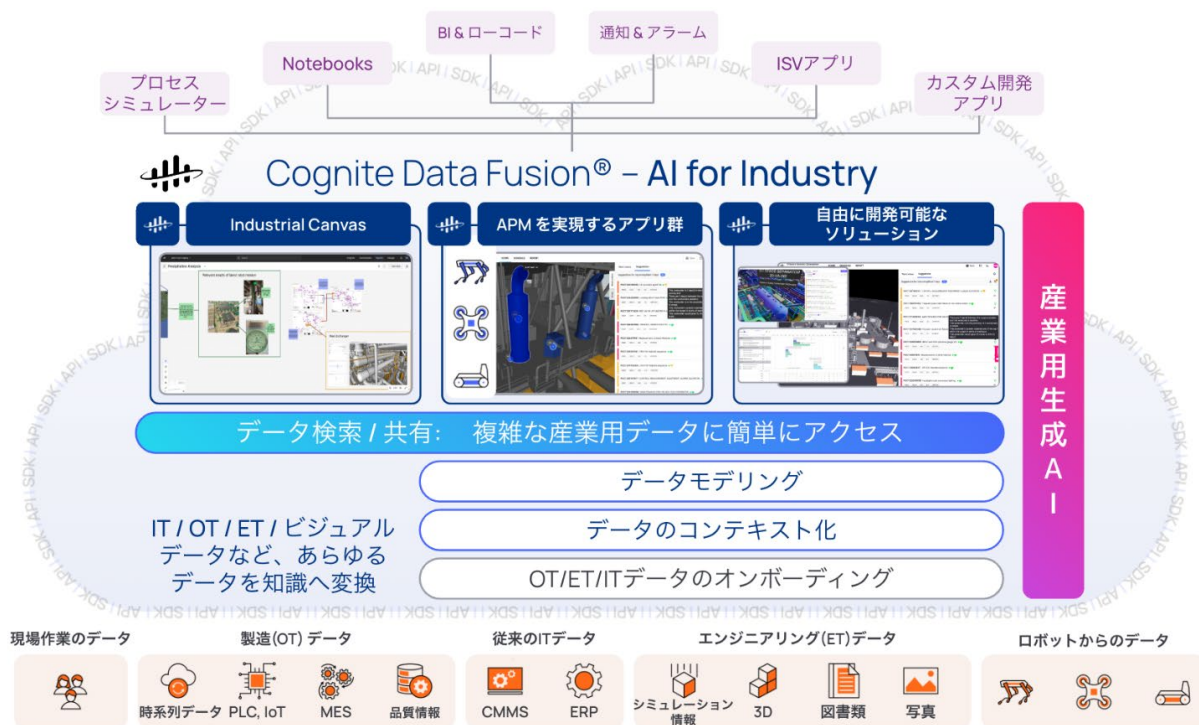 BI & ローコード
通知 & アラーム
Notebooks
ISVアプリ
プロセス
シミュレーター
カスタム開発
アプリ
SDK | API | SDK | API | SDK | API
Cognite Data Fusion® – AI for Industry
Industrial Canvas
APM を実現するアプリ群
自由に開発可能な
ソリューション
産業用生成AI
データ検索 / 共有: 複雑な産業用データに簡単にアクセス
データモデリング
IT / OT / ET / ビジュアル
データなど、あらゆる
データを知識へ変換
データのコンテキスト化
OT/ET/ITデータのオンボーディング
現場作業のデータ
製造(OT) データ
従来のITデータ
エンジニアリング(ET)データ
ロボットからのデータ
時系列データ
PLC, IoT
MES
品質情報
CMMS
ERP
シミュレーション
情報
3D
図書類
写真